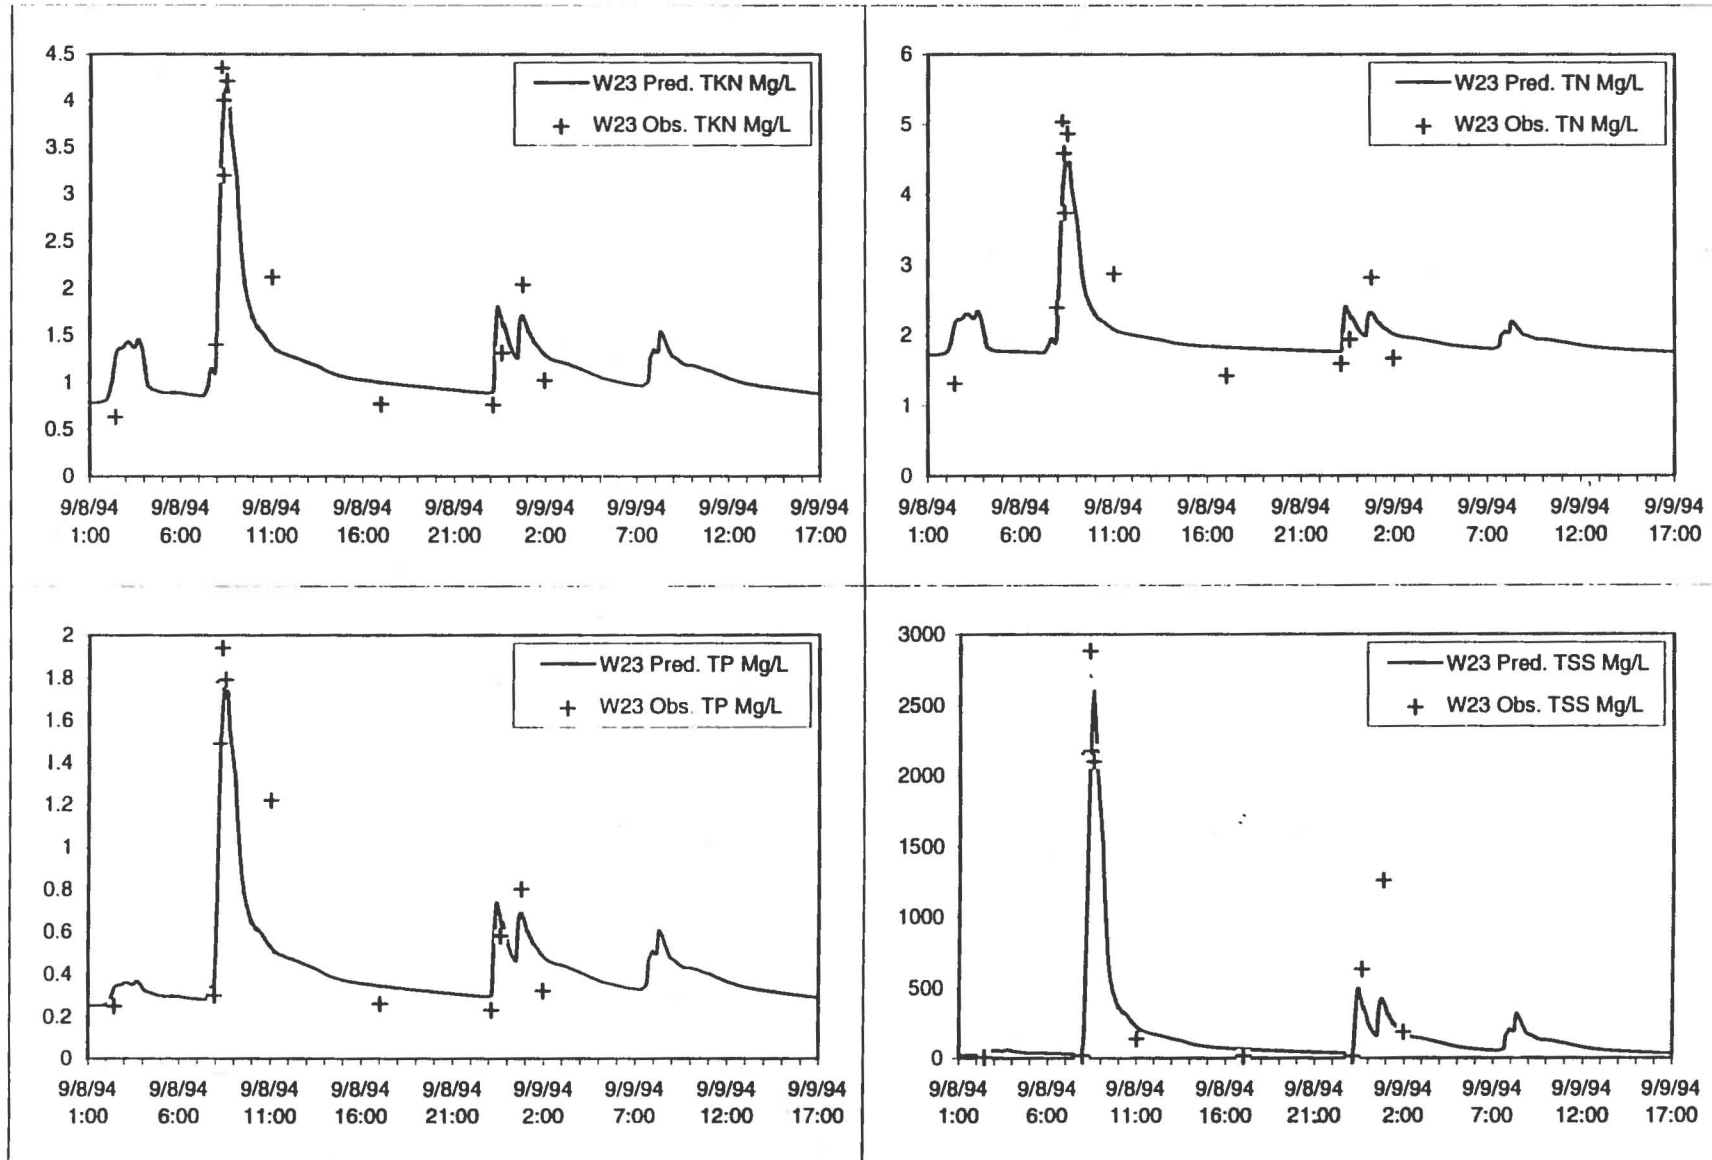 4.5
4
3.5
3
2.5
2
1.5
1
0.5
0
W23 Pred. TKN Mg/L
W23 Obs. TKN Mg/L
9/8/94 9/8/94 9/8/94 9/8/94 9/8/94 9/9/94 9/9/94 9/9/94 9/9/94
1:00 6:00 11:00 16:00 21:00 2:00 7:00 12:00 17:00
6
5
4
3
2
1
0
W23 Pred. TN Mg/L
W23 Obs. TN Mg/L
9/8/94 9/8/94 9/8/94 9/8/94 9/8/94 9/9/94 9/9/94 9/9/94 9/9/94
1:00 6:00 11:00 16:00 21:00 2:00 7:00 12:00 17:00
2
1.8
1.6
1.4
1.2
1
0.8
0.6
0.4
0.2
0
W23 Pred. TP Mg/L
W23 Obs. TP Mg/L
9/8/94 9/8/94 9/8/94 9/8/94 9/8/94 9/9/94 9/9/94 9/9/94 9/9/94
1:00 6:00 11:00 16:00 21:00 2:00 7:00 12:00 17:00
3000
2500
2000
1500
1000
500
0
W23 Pred. TSS Mg/L
W23 Obs. TSS Mg/L
9/8/94 9/8/94 9/8/94 9/8/94 9/8/94 9/9/94 9/9/94 9/9/94 9/9/94
1:00 6:00 11:00 16:00 21:00 2:00 7:00 12:00 17:00